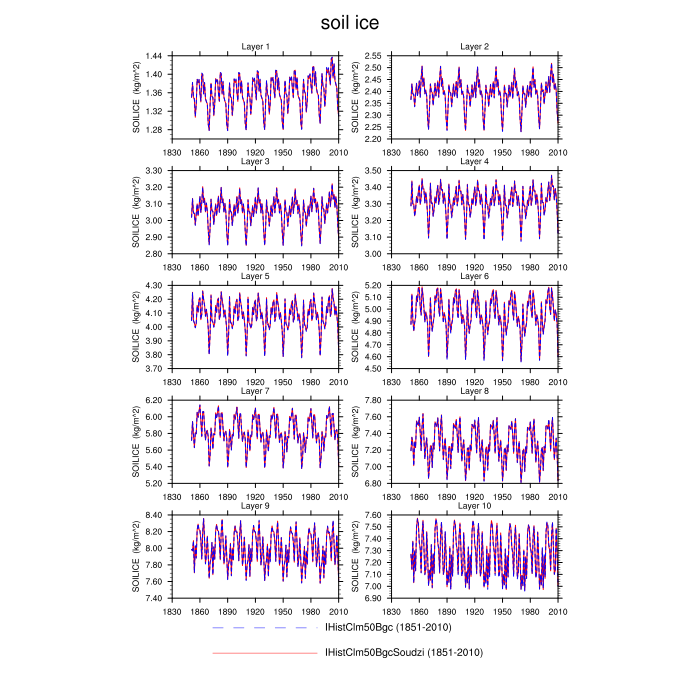 soil ice
Layer 1
SOILICE (kg/m^2)
1.44
1.40
1.36
1.32
1.28
1830 1860 1890 1920 1950 1980 2010
Layer 2
SOILICE (kg/m^2)
2.55
2.50
2.45
2.40
2.35
2.30
2.25
2.20
1830 1860 1890 1920 1950 1980 2010
Layer 3
SOILICE (kg/m^2)
3.30
3.20
3.10
3.00
2.90
2.80
1830 1860 1890 1920 1950 1980 2010
Layer 4
SOILICE (kg/m^2)
3.50
3.40
3.30
3.20
3.10
3.00
1830 1860 1890 1920 1950 1980 2010
Layer 5
SOILICE (kg/m^2)
4.30
4.20
4.10
4.00
3.90
3.80
3.70
1830 1860 1890 1920 1950 1980 2010
Layer 6
SOILICE (kg/m^2)
5.20
5.10
5.00
4.90
4.80
4.70
4.60
4.50
1830 1860 1890 1920 1950 1980 2010
Layer 7
SOILICE (kg/m^2)
6.20
6.00
5.80
5.60
5.40
5.20
1830 1860 1890 1920 1950 1980 2010
Layer 8
SOILICE (kg/m^2)
7.80
7.60
7.40
7.20
7.00
6.80
1830 1860 1890 1920 1950 1980 2010
Layer 9
SOILICE (kg/m^2)
8.40
8.20
8.00
7.80
7.60
7.40
1830 1860 1890 1920 1950 1980 2010
Layer 10
SOILICE (kg/m^2)
7.60
7.50
7.40
7.30
7.20
7.10
7.00
6.90
1830 1860 1890 1920 1950 1980 2010
IHistClm50Bgc (1851-2010)
IHistClm50BgcSoudzi (1851-2010)